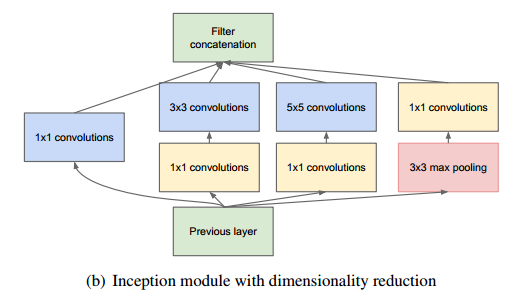 Filter
concatenation
3x3 convolutions
5x5 convolutions
1x1 convolutions
1x1 convolutions
1x1 convolutions
1x1 convolutions
3x3 max pooling
Previous layer
(b) Inception module with dimensionality reduction